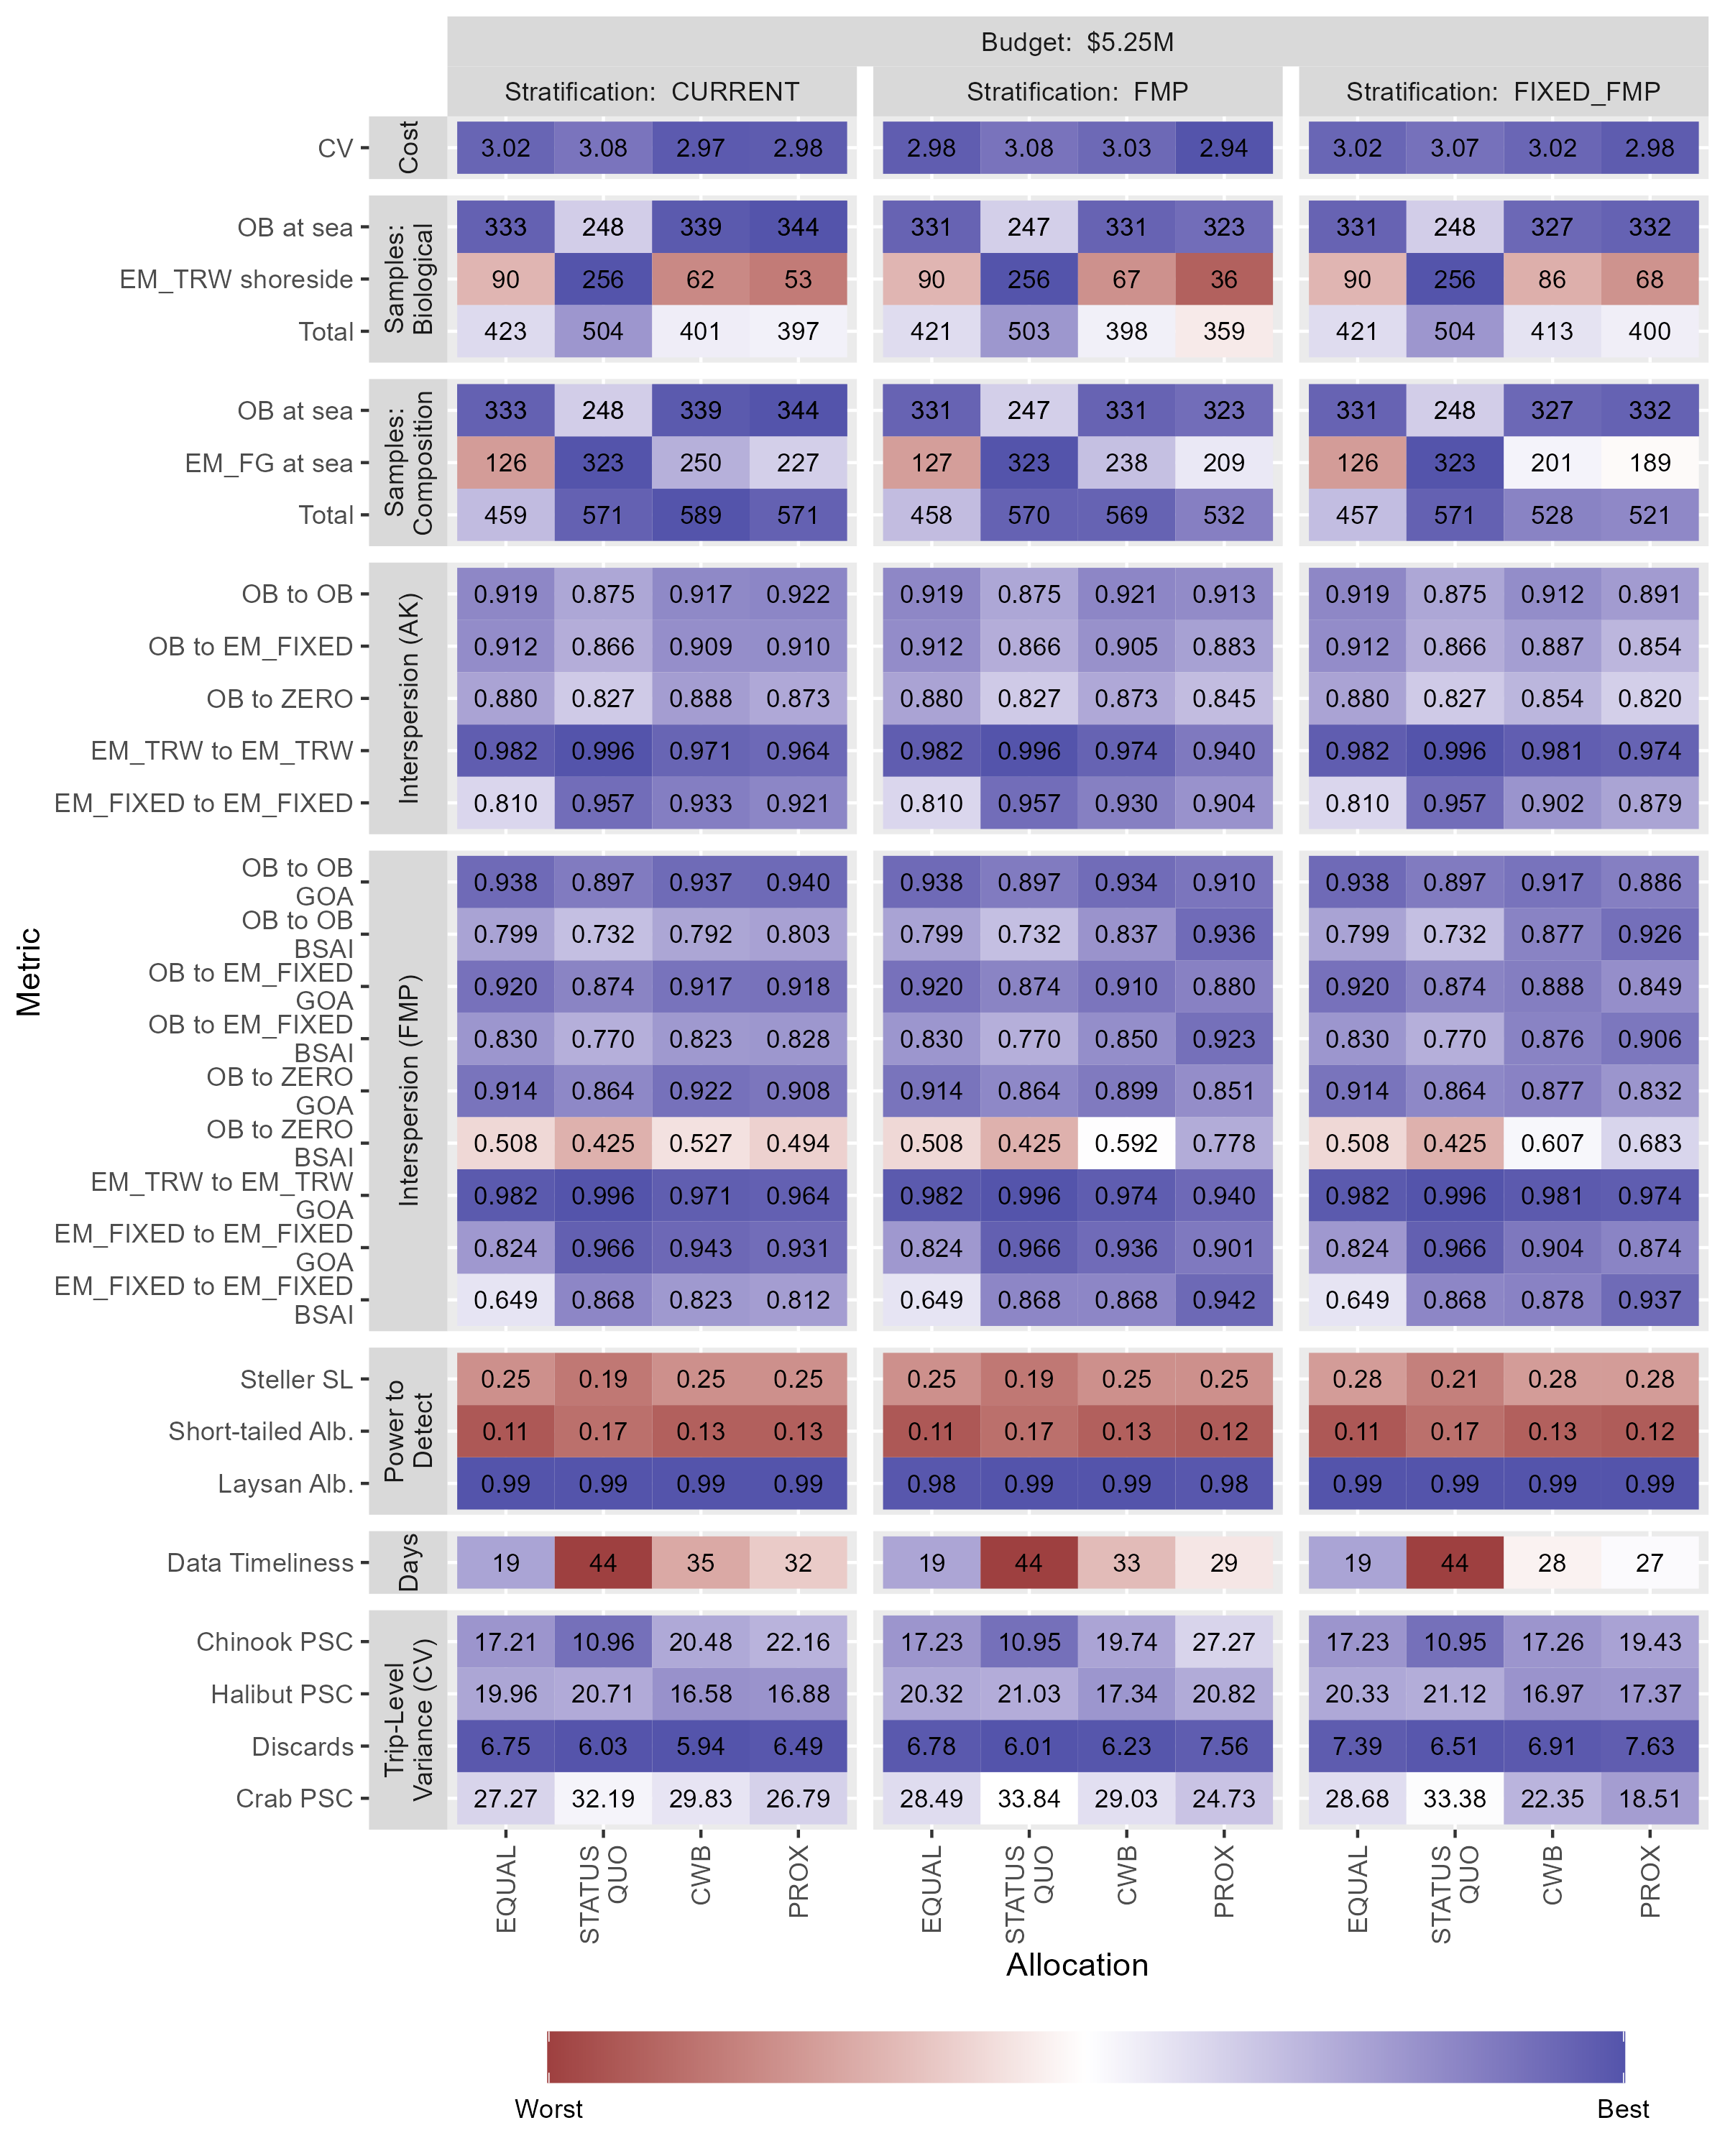 Budget: $5.25M
Stratification: CURRENT
Stratification: FMP
Stratification: FIXED_FMP
Metric
Cost
CV 3.02 3.08 2.97 2.98 2.98 3.08 3.03 2.94 3.02 3.07 3.02 2.98
Samples:
Biological
OB at sea 333 248 339 344 331 247 331 323 331 248 327 332
EM_TRW shoreside 90 256 62 53 90 256 67 36 90 256 86 68
Total 423 504 401 397 421 503 398 359 421 504 413 400
Samples:
Composition
OB at sea 333 248 339 344 331 247 331 323 331 248 327 332
EM_FG at sea 126 323 250 227 127 323 238 209 126 323 201 189
Total 459 571 589 571 458 570 569 532 457 571 528 521
Interspersion (AK)
OB to OB 0.919 0.875 0.917 0.922 0.919 0.875 0.921 0.913 0.919 0.875 0.912 0.891
OB to EM_FIXED 0.912 0.866 0.909 0.910 0.912 0.866 0.905 0.883 0.912 0.866 0.887 0.854
OB to ZERO 0.880 0.827 0.888 0.873 0.880 0.827 0.873 0.845 0.880 0.827 0.854 0.820
EM_TRW to EM_TRW 0.982 0.996 0.971 0.964 0.982 0.996 0.974 0.940 0.982 0.996 0.981 0.974
EM_FIXED to EM_FIXED 0.810 0.957 0.933 0.921 0.810 0.957 0.930 0.904 0.810 0.957 0.902 0.879
Interspersion (FMP)
OB to OB
GOA 0.938 0.897 0.937 0.940 0.938 0.897 0.934 0.910 0.938 0.897 0.917 0.886
OB to OB
BSAI 0.799 0.732 0.792 0.803 0.799 0.732 0.837 0.936 0.799 0.732 0.877 0.926
OB to EM_FIXED
GOA 0.920 0.874 0.917 0.918 0.920 0.874 0.910 0.880 0.920 0.874 0.888 0.849
OB to EM_FIXED
BSAI 0.830 0.770 0.823 0.828 0.830 0.770 0.850 0.923 0.830 0.770 0.876 0.906
OB to ZERO
GOA 0.914 0.864 0.922 0.908 0.914 0.864 0.899 0.851 0.914 0.864 0.877 0.832
OB to ZERO
BSAI 0.508 0.425 0.527 0.494 0.508 0.425 0.592 0.778 0.508 0.425 0.607 0.683
EM_TRW to EM_TRW
GOA 0.982 0.996 0.971 0.964 0.982 0.996 0.974 0.940 0.982 0.996 0.981 0.974
EM_FIXED to EM_FIXED
GOA 0.824 0.966 0.943 0.931 0.824 0.966 0.936 0.901 0.824 0.966 0.904 0.874
EM_FIXED to EM_FIXED
BSAI 0.649 0.868 0.823 0.812 0.649 0.868 0.868 0.942 0.649 0.868 0.878 0.937
Power to
Detect
Steller SL 0.25 0.19 0.25 0.25 0.25 0.19 0.25 0.25 0.28 0.21 0.28 0.28
Short-tailed Alb. 0.11 0.17 0.13 0.13 0.11 0.17 0.13 0.12 0.11 0.17 0.13 0.12
Laysan Alb. 0.99 0.99 0.99 0.99 0.98 0.99 0.99 0.98 0.99 0.99 0.99 0.99
Days
Data Timeliness 19 44 35 32 19 44 33 29 19 44 28 27
Trip-Level
Variance (CV)
Chinook PSC 17.21 10.96 20.48 22.16 17.23 10.95 19.74 27.27 17.23 10.95 17.26 19.43
Halibut PSC 19.96 20.71 16.58 16.88 20.32 21.03 17.34 20.82 20.33 21.12 16.97 17.37
Discards 6.75 6.03 5.94 6.49 6.78 6.01 6.23 7.56 7.39 6.51 6.91 7.63
Crab PSC 27.27 32.19 29.83 26.79 28.49 33.84 29.03 24.73 28.68 33.38 22.35 18.51
EQUAL
STATUS
QUO
CWB
PROX
EQUAL
STATUS
QUO
CWB
PROX
EQUAL
STATUS
QUO
CWB
PROX
Allocation
Worst
Best